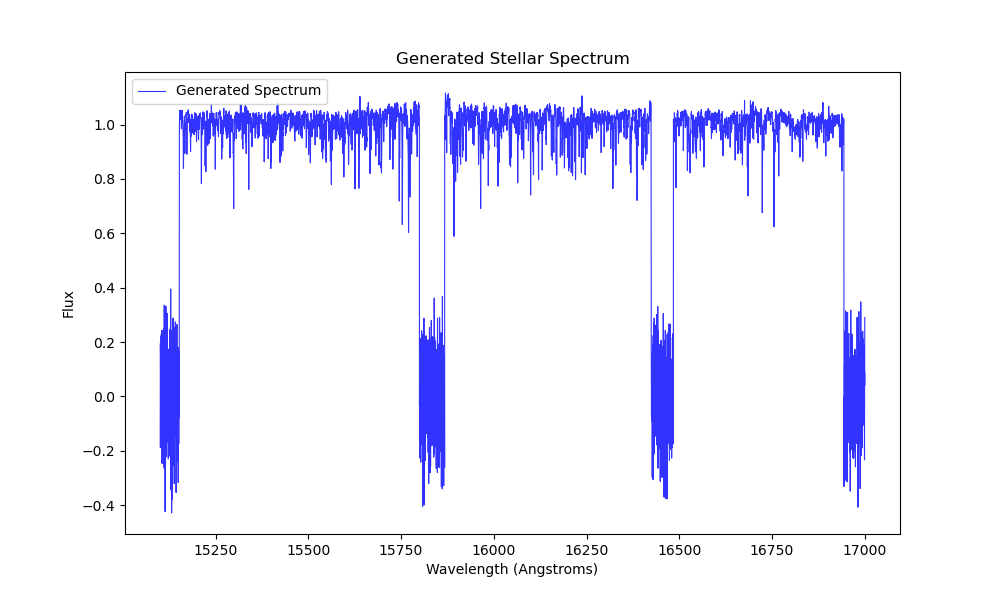 Generated Stellar Spectrum
Generated Spectrum
1.0
0.8
0.6
0.4
0.2
0.0
−0.2
−0.4
Flux
15250 15500 15750 16000 16250 16500 16750 17000
Wavelength (Angstroms)